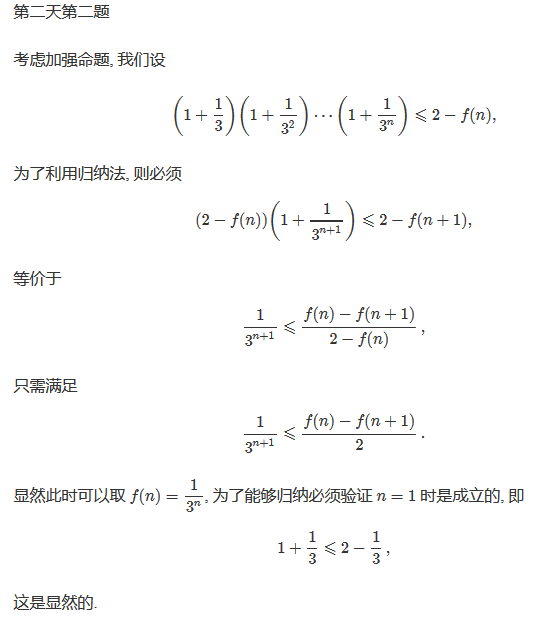 第二天第二题
考虑加强命题, 我们设
$$\left(1+\frac{1}{3}\right)\left(1+\frac{1}{3^2}\right)\cdots\left(1+\frac{1}{3^n}\right)\leqslant 2-f(n),$$
为了利用归纳法, 则必须
$$(2-f(n))\left(1+\frac{1}{3^{n+1}}\right)\leqslant 2-f(n+1),$$
等价于
$$\frac{1}{3^{n+1}}\leqslant\frac{f(n)-f(n+1)}{2-f(n)},$$
只需满足
$$\frac{1}{3^{n+1}}\leqslant\frac{f(n)-f(n+1)}{2}.$$
显然此时可以取 $f(n)=\frac{1}{3^n}$, 为了能够归纳必须验证 $n=1$ 时是成立的, 即
$$1+\frac{1}{3}\leqslant 2-\frac{1}{3},$$
这是显然的.